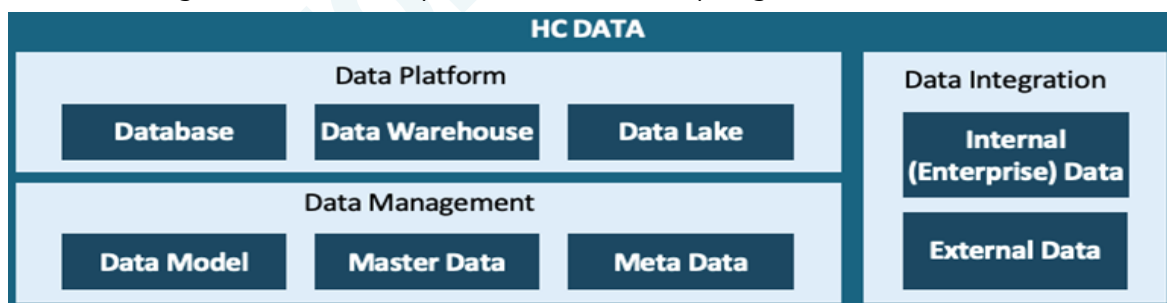 HC DATA
Data Platform
Database
Data Warehouse
Data Lake
Data Management
Data Model
Master Data
Meta Data
Data Integration
Internal
(Enterprise) Data
External Data